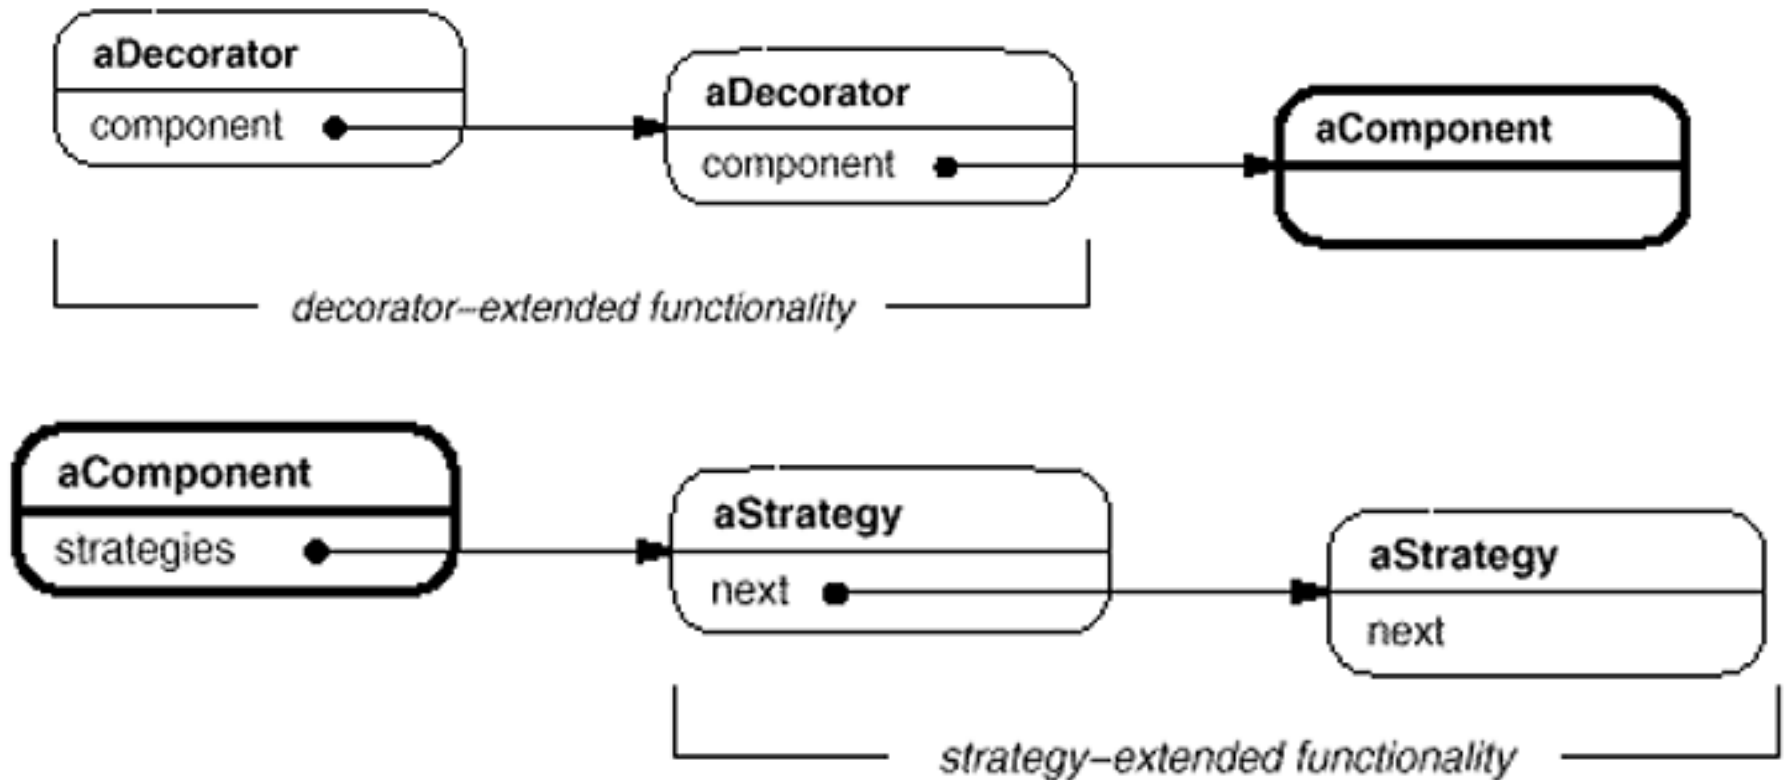 aDecorator
component
aDecorator
component
aComponent
decorator–extended functionality
aComponent
strategies
aStrategy
next
aStrategy
next
strategy–extended functionality